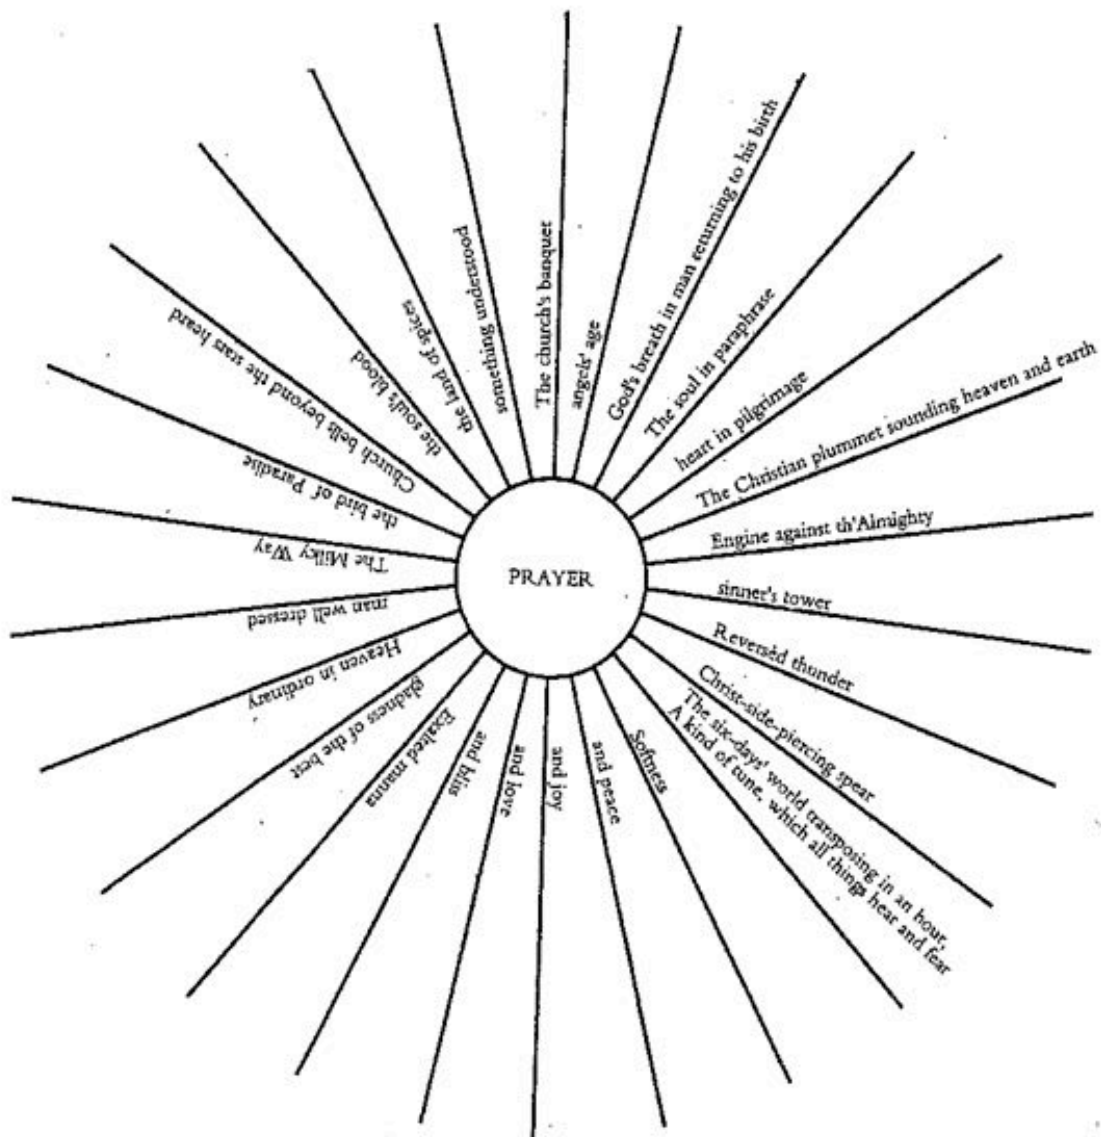 PRAYER
The church's banquet
angels' age
God's breath in man returning to his birth
The soul in paraphrase
heart in pilgrimage
The Christian plummet sounding heaven and earth
Engine against th'Almighty
sinner's tower
Reversèd thunder
Christ-side-piercing spear
The six-days' world transposing in an hour,
A kind of tune, which all things hear and fear
Softness
and peace
and joy
and love
and bliss
Exalted manna
gladness of the best
Heaven in ordinary
man well dressed
The Milky Way
the bird of Paradise
Church bells beyond the stars heard
the soul's blood
the land of spices
something understood